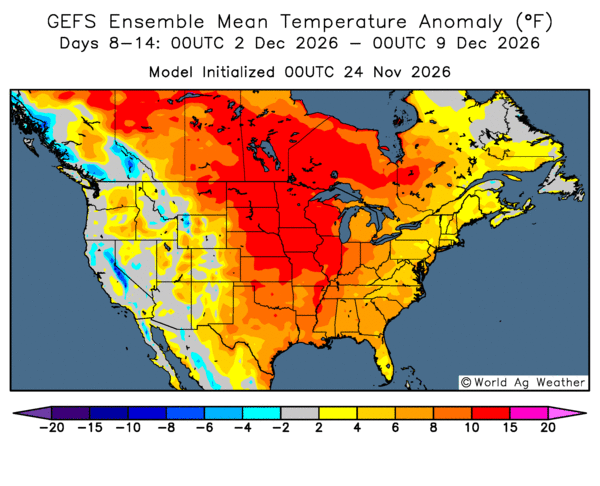 GEFS Ensemble Mean Temperature Anomaly (°F)
Days 8-14: 00UTC 2 Dec 2026 - 00UTC 9 Dec 2026
Model Initialized 00UTC 24 Nov 2026
©World Ag Weather
-20 -15 -10 -8 -6 -4 -2 2 4 6 8 10 15 20